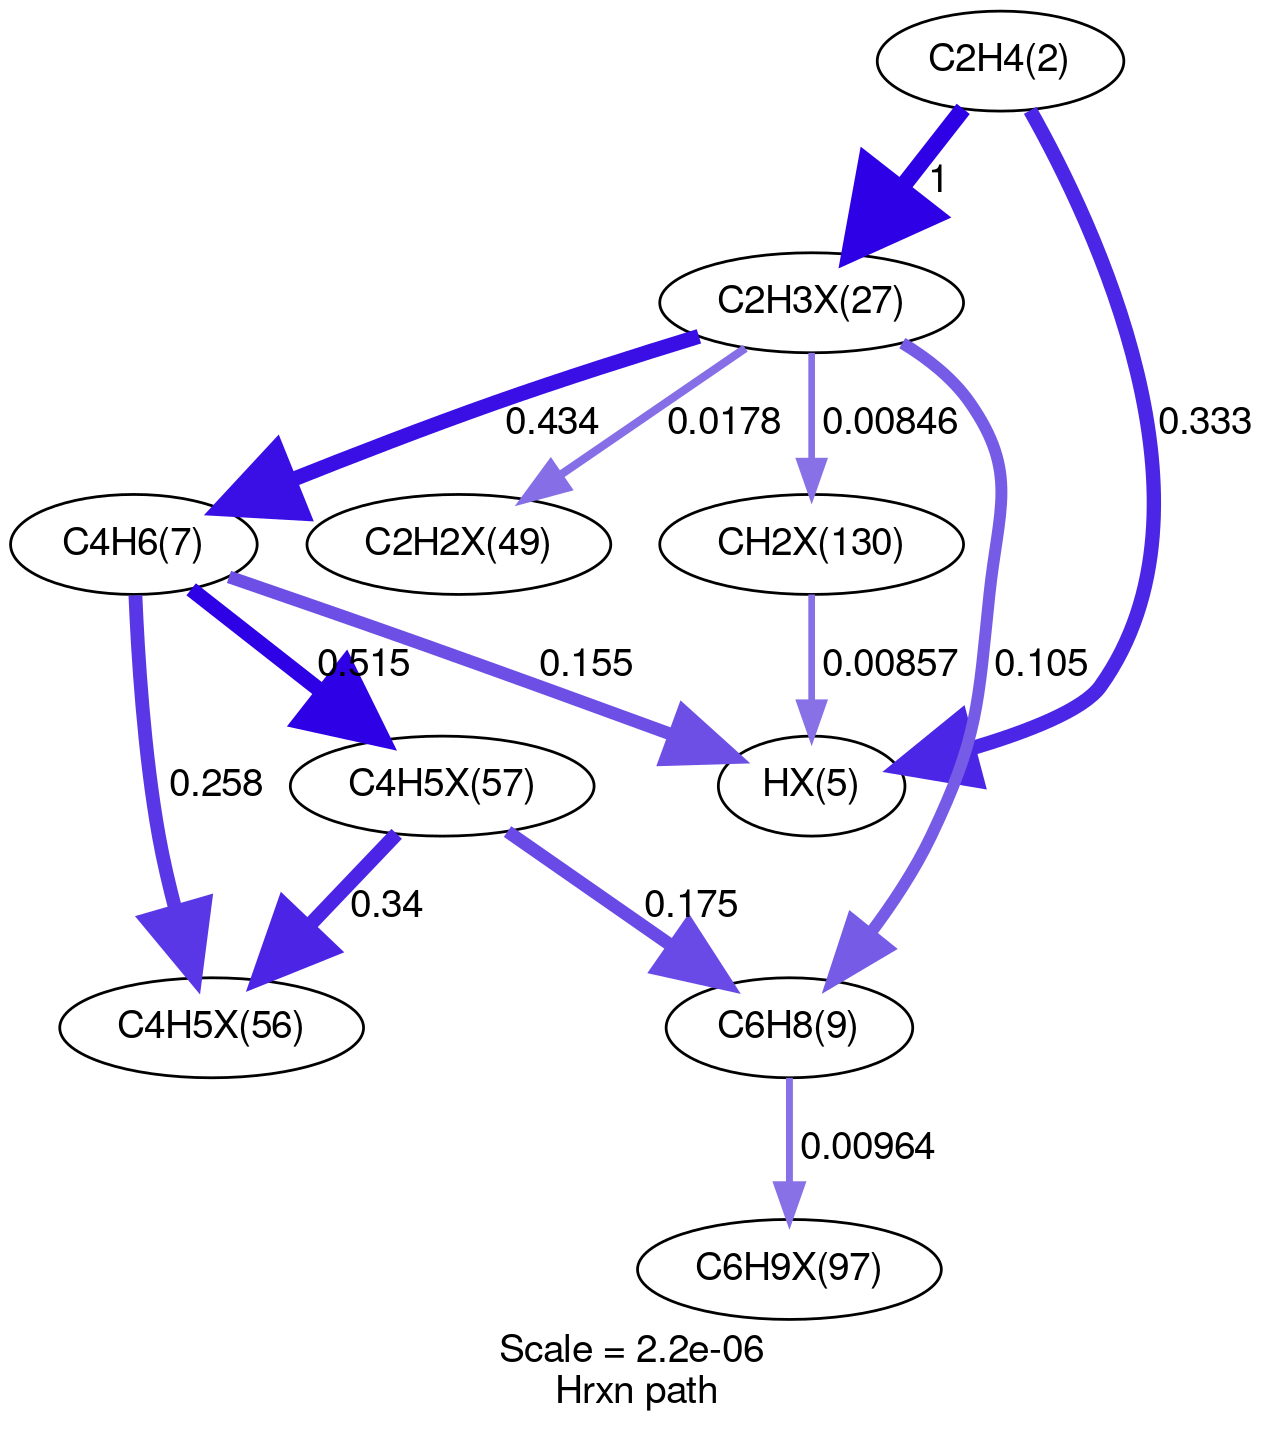 C2H4(2)
1
C2H3X(27)
0.434
0.0178
0.00846
0.333
C4H6(7)
C2H2X(49)
CH2X(130)
0.515
0.155
0.00857
0.105
0.258
C4H5X(57)
HX(5)
0.34
0.175
C4H5X(56)
C6H8(9)
0.00964
C6H9X(97)
Scale = 2.2e-06
Hrxn path